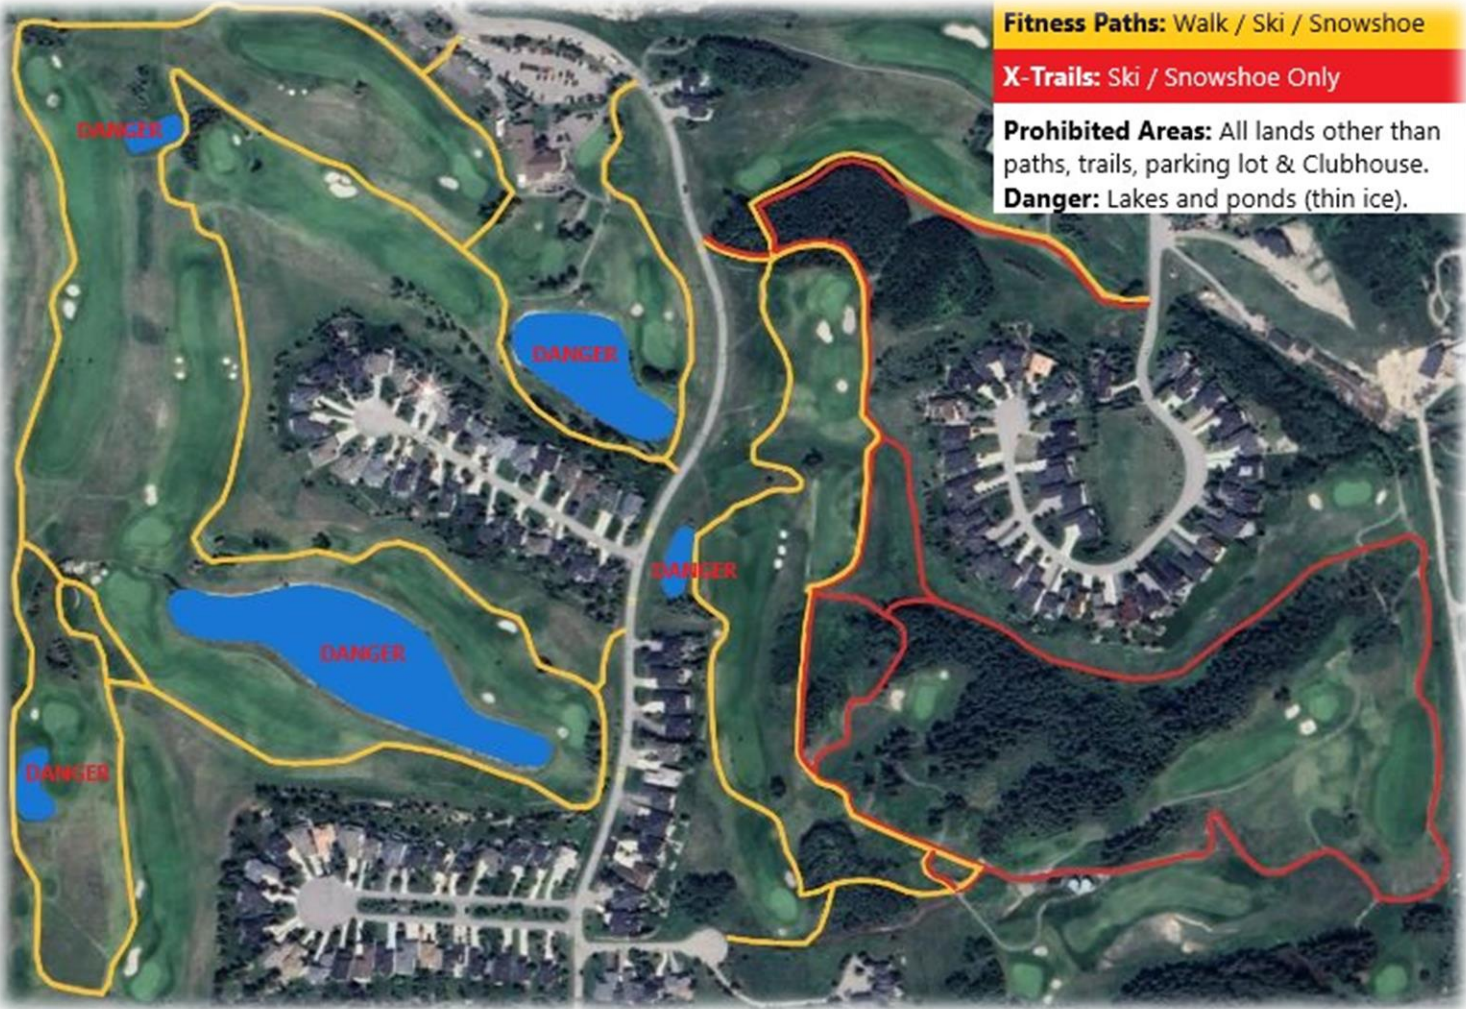 Fitness Paths: Walk / Ski / Snowshoe
X-Trails: Ski / Snowshoe Only
Prohibited Areas: All lands other than
paths, trails, parking lot & Clubhouse.
Danger: Lakes and ponds (thin ice).
DANGER
DANGER
DANGER
DANGER
DANGER